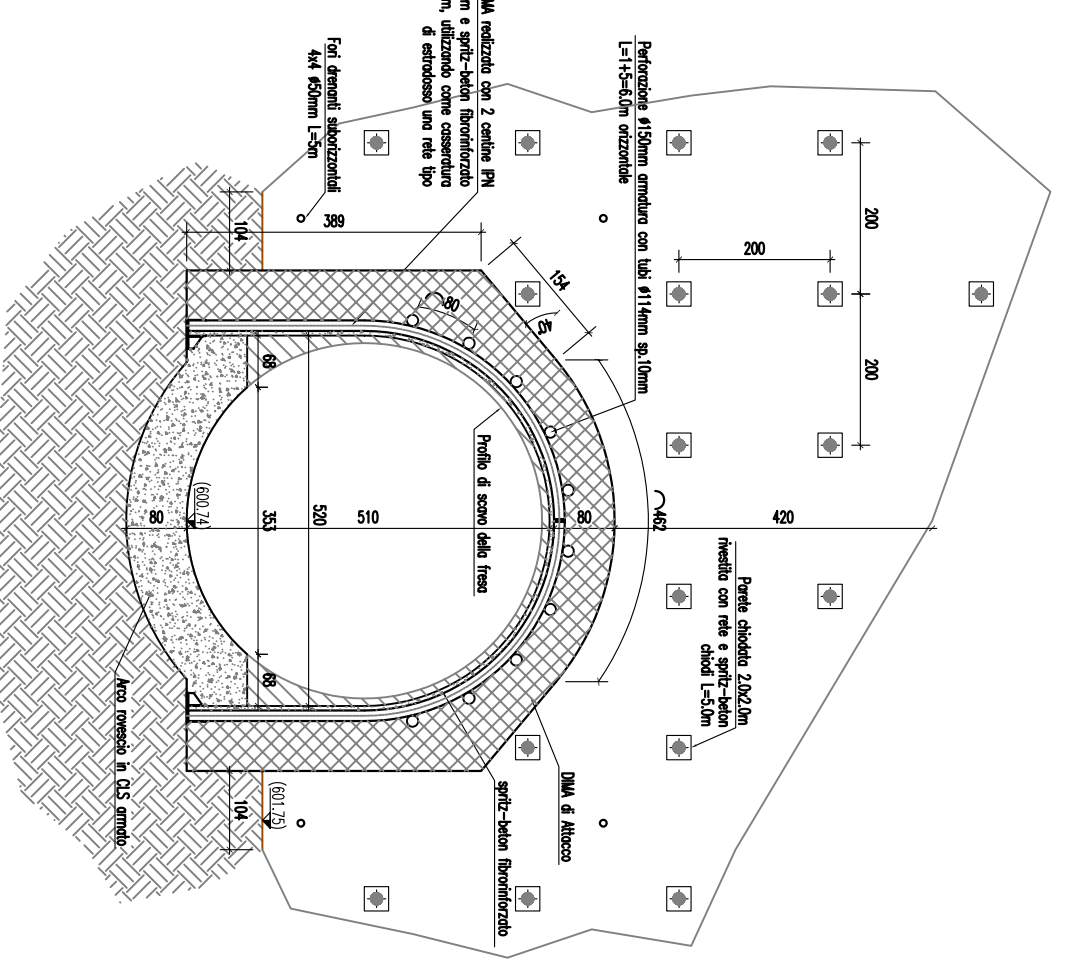 MA realizzata con 2 centine IPN
m e spritz-beton fibrorinforzato
m, utilizzando come casseratura
di estradosso una rete tipo
Fori drenanti suborizzontali
4x4 ø50mm L=5m
Perforazione ø150mm armatura con tubi ø114mm sp.10mm
L=1+5=6.0m orizzontale
200
200
200
104
389
154
45
80
68
Profilo di scavo della fresa
(600.74)
80
353
520
510
80
462
420
Parete chiodata 2.0x2.0m
rivestita con rete e spritz-beton
chiodi L=5.0m
68
Arco rovescio in CLS armato
DIMA di Attacco
spritz-beton fibrorinforzato
104
(601.75)